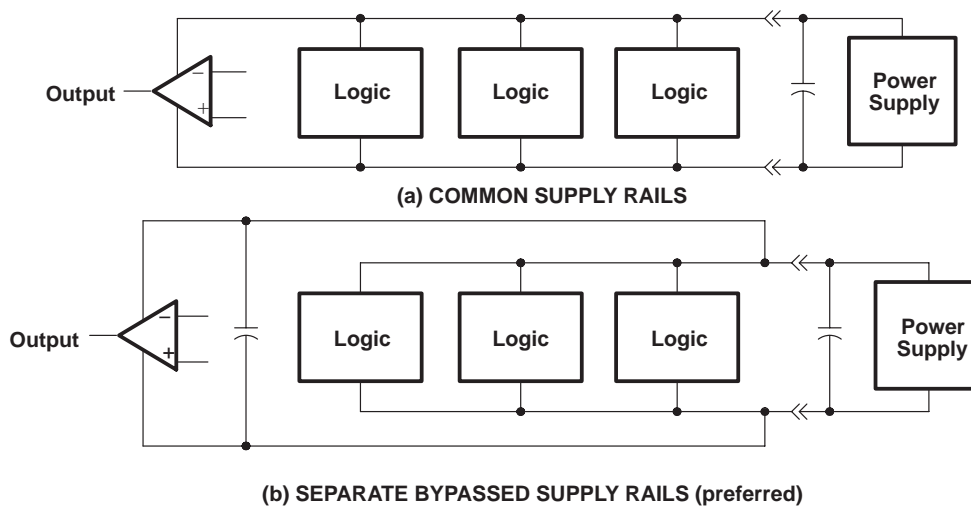 Output
−
+
Logic
Logic
Logic
Power
Supply
(a) COMMON SUPPLY RAILS
Output
−
+
Logic
Logic
Logic
Power
Supply
(b) SEPARATE BYPASSED SUPPLY RAILS (preferred)